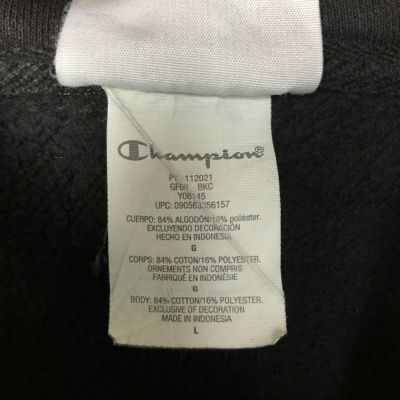 Champion®
112021
GF68 BKC
Y06145
UPC: 090563356157
CUERPO: 84% ALGODÓN/16% poliéster.
EXCLUYENDO DECORACIÓN
HECHO EN INDONESIA
G
CORPS: 84% COTON/16% POLYESTER.
ORNEMENTS NON COMPRIS
FABRIQUÉ EN INDONÉSIE
G
BODY: 84% COTTON/16% POLYESTER.
EXCLUSIVE OF DECORATION
MADE IN INDONESIA
L